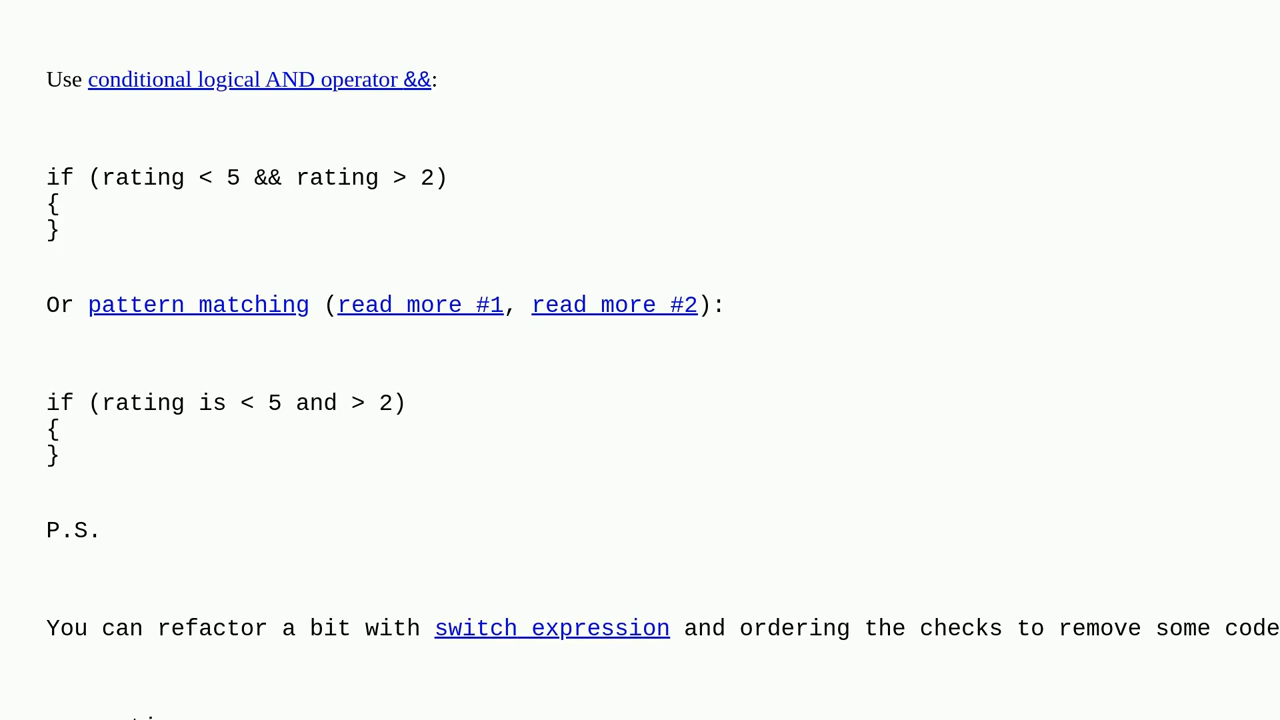 Use conditional logical AND operator &&:
if (rating < 5 && rating > 2)
{
}
Or pattern matching (read more #1, read more #2):
if (rating is < 5 and > 2)
{
}
P.S.
You can refactor a bit with switch expression and ordering the checks to remove some code